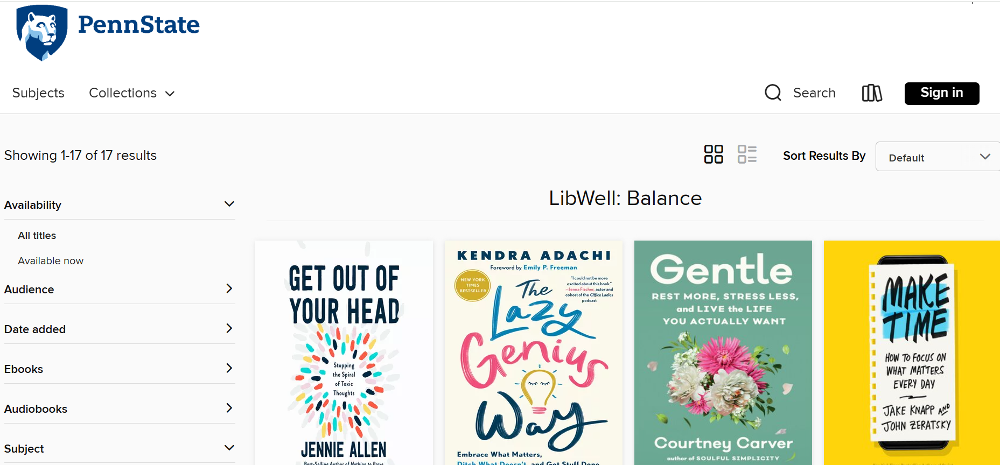 PennState
Subjects
Collections
Search
Sign in
Showing 1-17 of 17 results
Sort Results By
Default
LibWell: Balance
Availability
All titles
Available now
Audience
Date added
Ebooks
Audiobooks
Subject
GET OUT OF
YOUR HEAD
Stopping
the Spiral
of Toxic
Thoughts
JENNIE ALLEN
Best-Selling Author of Nothing to Prove
KENDRA ADACHI
Foreword by Emily P. Freeman
NEW YORK
TIMES
BESTSELLER
"I could not be more
excited about this book."
—Jenna Fischer, actor and
cohost of the Office Ladies
podcast
The
Lazy
Genius
Way
Embrace What Matters,
Ditch What Doesn't, and Get Stuff Done
Gentle
REST MORE, STRESS LESS,
and LIVE the LIFE
YOU ACTUALLY WANT
Courtney Carver
author of SOULFUL SIMPLICITY
MAKE
TIME
HOW TO FOCUS ON
WHAT MATTERS
EVERY DAY
JAKE KNAPP AND
JOHN ZERATSKY